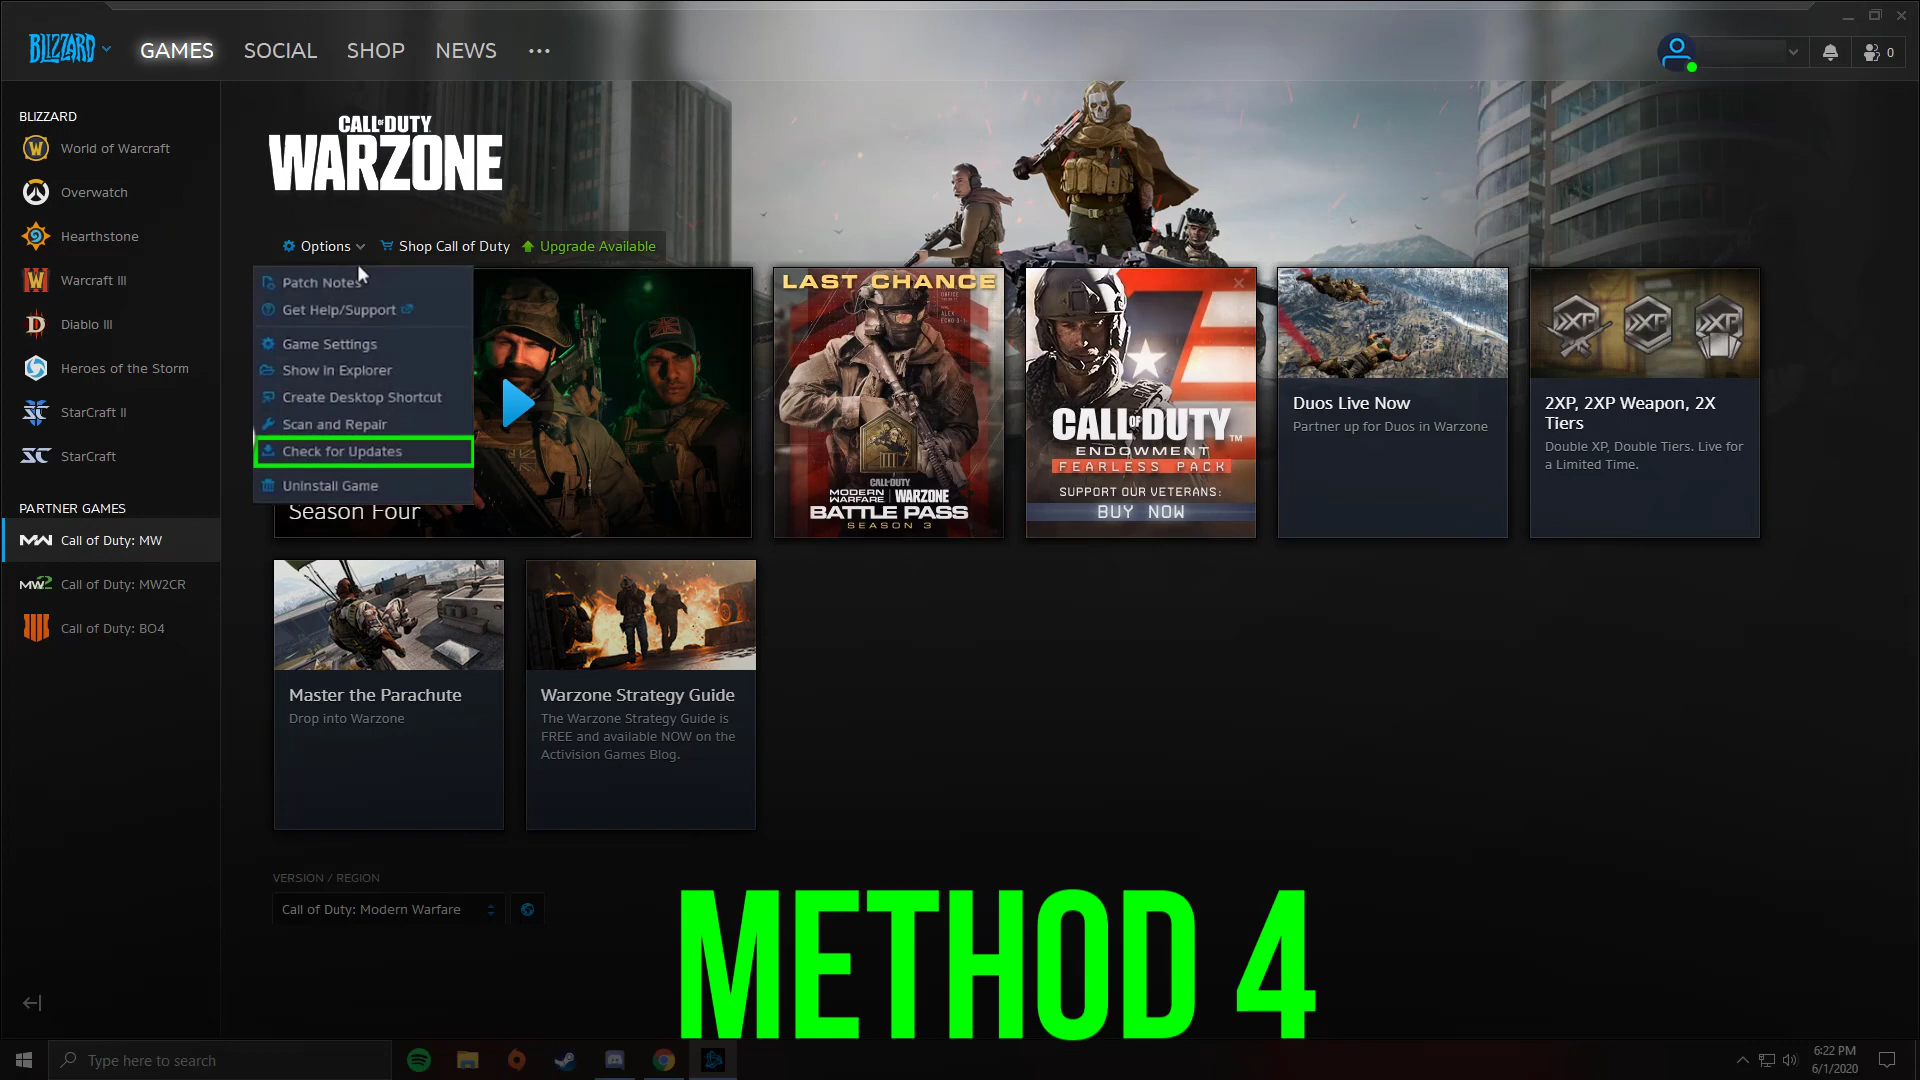 BLIZZARD
GAMES
SOCIAL
SHOP
NEWS
0
BLIZZARD
World of Warcraft
Overwatch
Hearthstone
Warcraft III
Diablo III
Heroes of the Storm
StarCraft II
StarCraft
PARTNER GAMES
Call of Duty: MW
Call of Duty: MW2CR
Call of Duty: BO4
CALL OF DUTY
WARZONE
Options
Shop Call of Duty
Upgrade Available
Patch Notes
Get Help/Support
Game Settings
Show in Explorer
Create Desktop Shortcut
Scan and Repair
Check for Updates
Uninstall Game
Season Four
LAST CHANCE
CALL OF DUTY
MODERN WARFARE | WARZONE
BATTLE PASS
SEASON 3
CALL OF DUTY™
ENDOWMENT
FEARLESS PACK
SUPPORT OUR VETERANS:
BUY NOW
Duos Live Now
Partner up for Duos in Warzone
2XP
2XP
2XP
2XP, 2XP Weapon, 2X
Tiers
Double XP, Double Tiers. Live for
a Limited Time.
Master the Parachute
Drop into Warzone
Warzone Strategy Guide
The Warzone Strategy Guide is
FREE and available NOW on the
Activision Games Blog.
VERSION / REGION
Call of Duty: Modern Warfare
METHOD 4
Type here to search
6:22 PM
6/1/2020